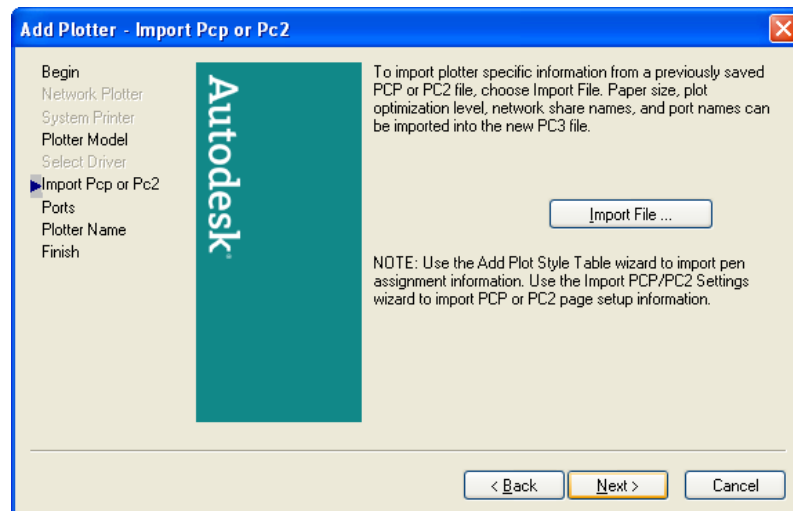 Add Plotter - Import Pcp or Pc2
Begin
Network Plotter
System Printer
Plotter Model
Select Driver
Import Pcp or Pc2
Ports
Plotter Name
Finish
Autodesk
To import plotter specific information from a previously saved
PCP or PC2 file, choose Import File. Paper size, plot
optimization level, network share names, and port names can
be imported into the new PC3 file.
Import File ...
NOTE: Use the Add Plot Style Table wizard to import pen
assignment information. Use the Import PCP/PC2 Settings
wizard to import PCP or PC2 page setup information.
< Back
Next >
Cancel